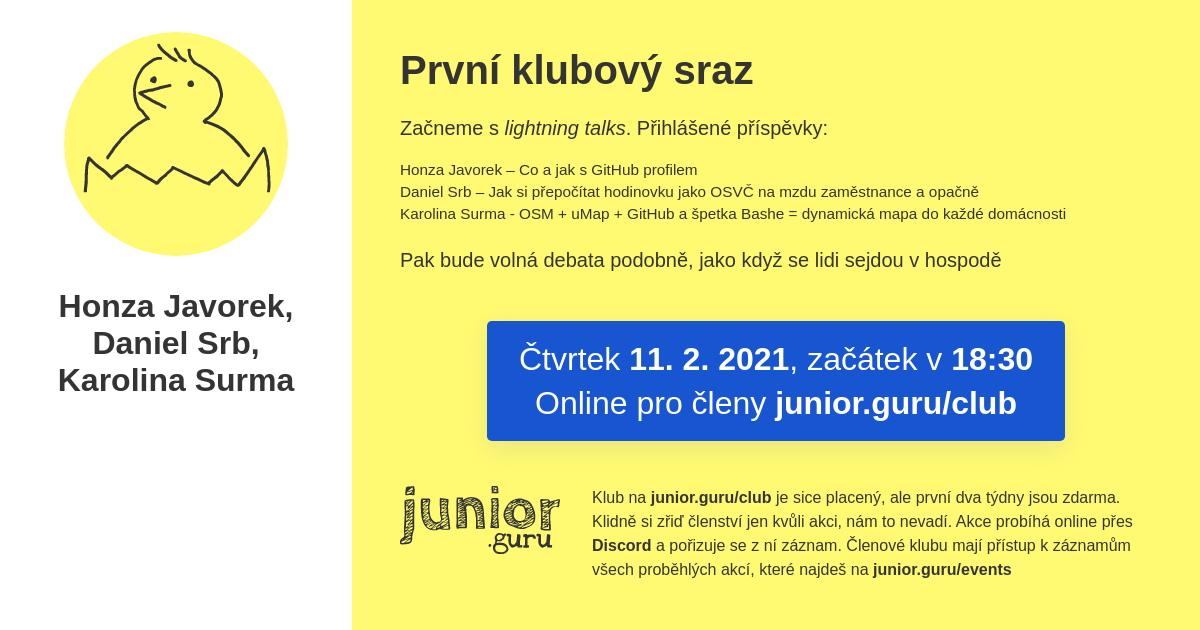 Honza Javorek,
Daniel Srb,
Karolina Surma
První klubový sraz
Začneme s lightning talks. Přihlášené příspěvky:
Honza Javorek – Co a jak s GitHub profilem
Daniel Srb – Jak si přepočítat hodinovku jako OSVČ na mzdu zaměstnance a opačně
Karolina Surma - OSM + uMap + GitHub a špetka Bashe = dynamická mapa do každé domácnosti
Pak bude volná debata podobně, jako když se lidi sejdou v hospodě
Čtvrtek 11. 2. 2021, začátek v 18:30
Online pro členy junior.guru/club
junior
.guru
Klub na junior.guru/club je sice placený, ale první dva týdny jsou zdarma.
Klidně si zřiď členství jen kvůli akci, nám to nevadí. Akce probíhá online přes
Discord a pořizuje se z ní záznam. Členové klubu mají přístup k záznamům
všech proběhlých akcí, které najdeš na junior.guru/events